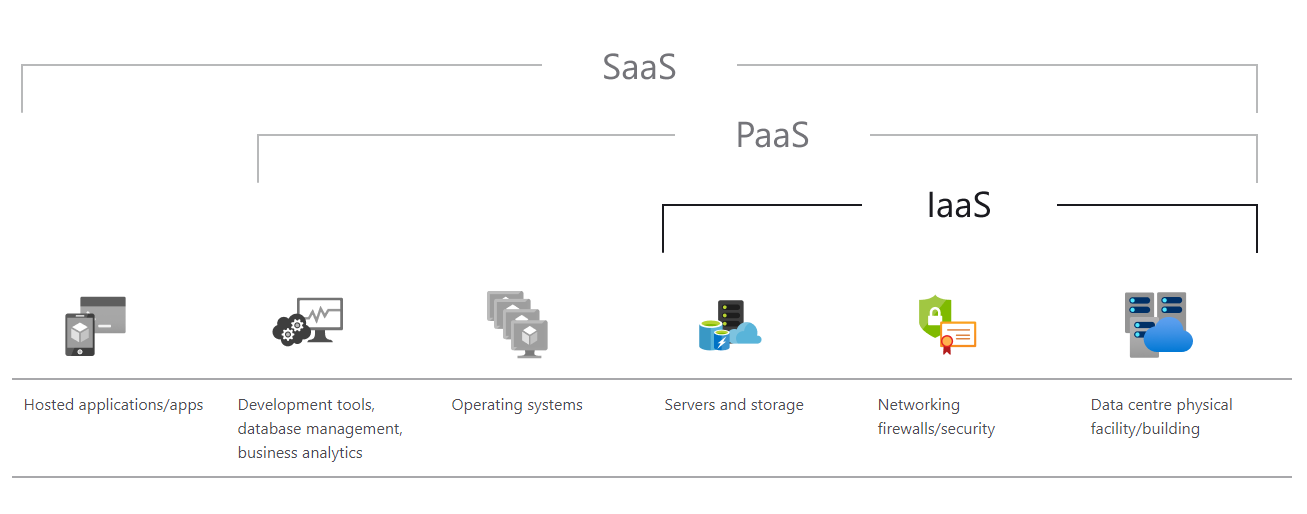 SaaS
PaaS
IaaS
Hosted applications/apps
Development tools,
database management,
business analytics
Operating systems
Servers and storage
Networking
firewalls/security
Data centre physical
facility/building